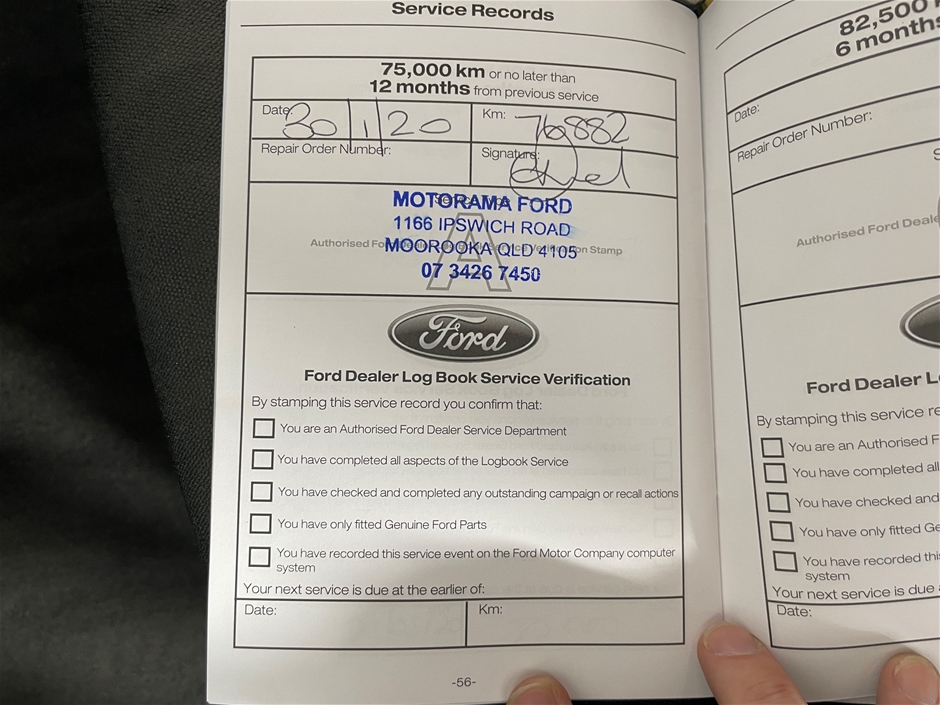 Service Records
75,000 km or no later than
12 months from previous service
Date: 30/1/20
Km: 76882
Repair Order Number:
Signature:
MOTORAMA FORD
1166 IPSWICH ROAD
MOOROOKA QLD 4105
07 3426 7450
A
Ford
Ford Dealer Log Book Service Verification
By stamping this service record you confirm that:
You are an Authorised Ford Dealer Service Department
You have completed all aspects of the Logbook Service
You have checked and completed any outstanding campaign or recall actions
You have only fitted Genuine Ford Parts
You have recorded this service event on the Ford Motor Company computer
system
Your next service is due at the earlier of:
Date:
Km:
-56-
82,500
6 months
Date:
Repair Order Number:
Authorised Ford
Ford Dealer
By stamping this service
You are an Authorised
You have completed all
You have checked and
You have only fitted
You have recorded
system
Your next service is due
Date: